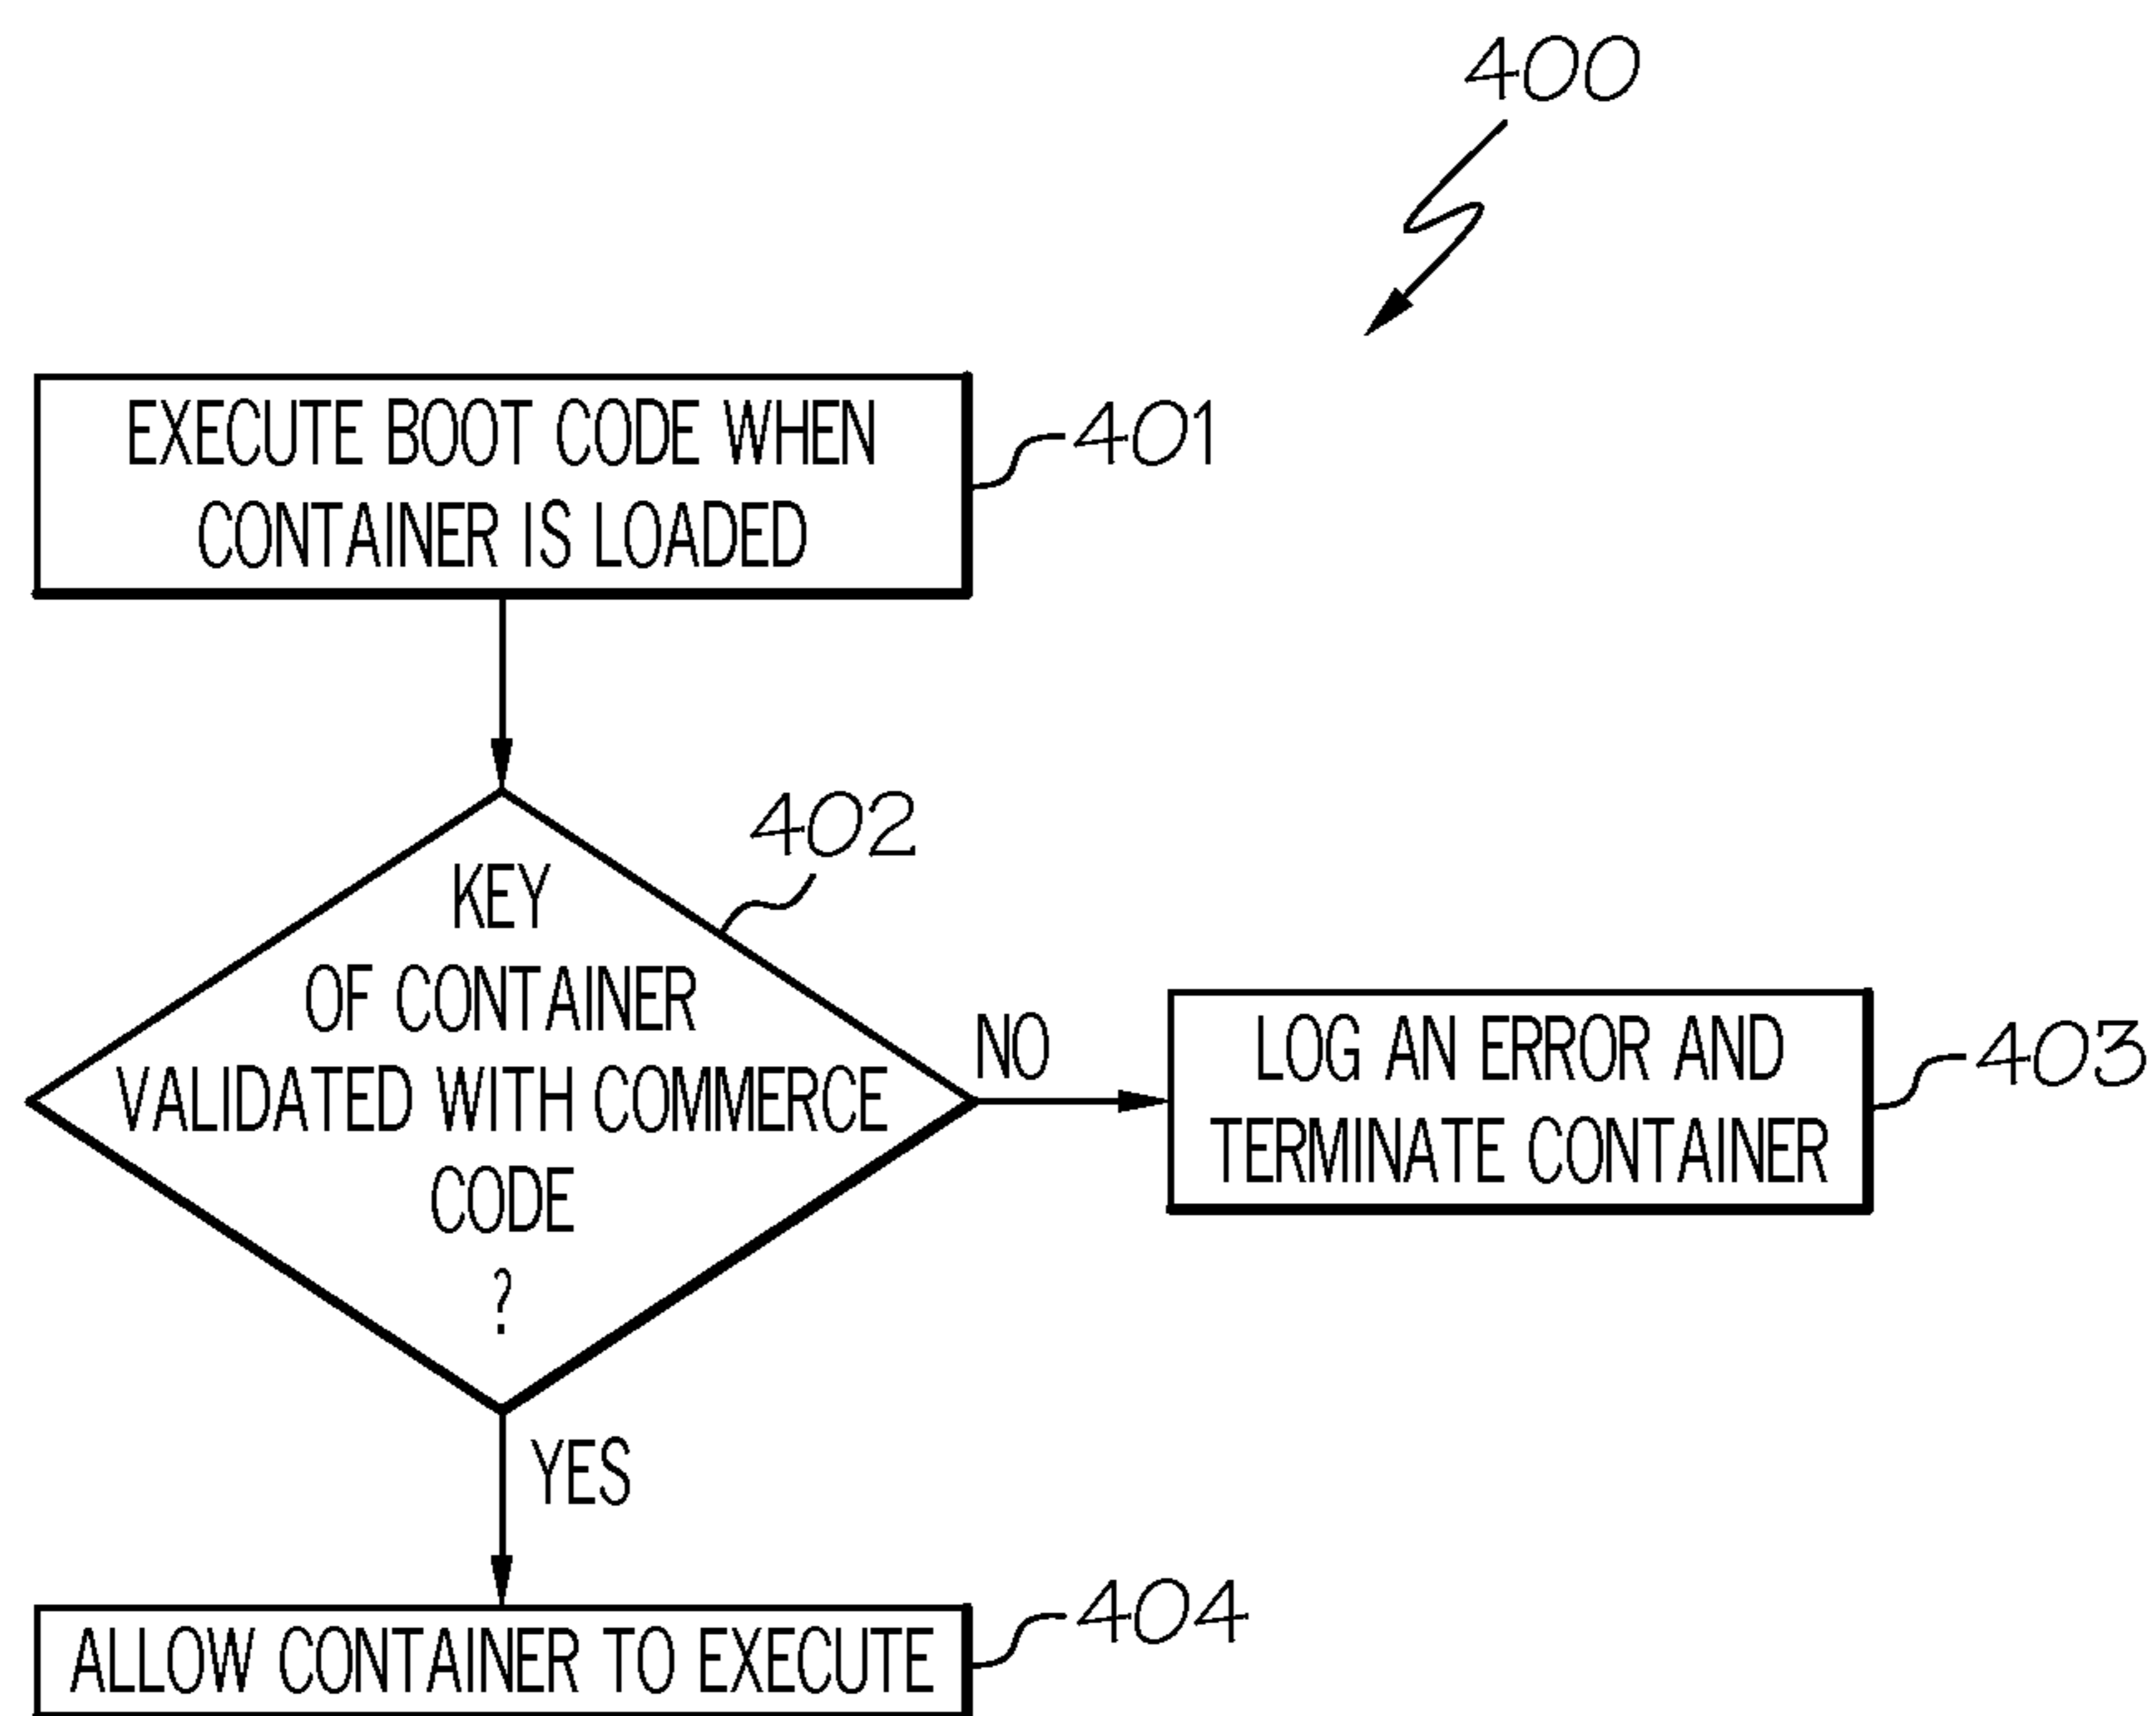 400
EXECUTE BOOT CODE WHEN
CONTAINER IS LOADED
401
402
KEY
OF CONTAINER
VALIDATED WITH COMMERCE
CODE
?
NO
LOG AN ERROR AND
TERMINATE CONTAINER
403
YES
ALLOW CONTAINER TO EXECUTE
404